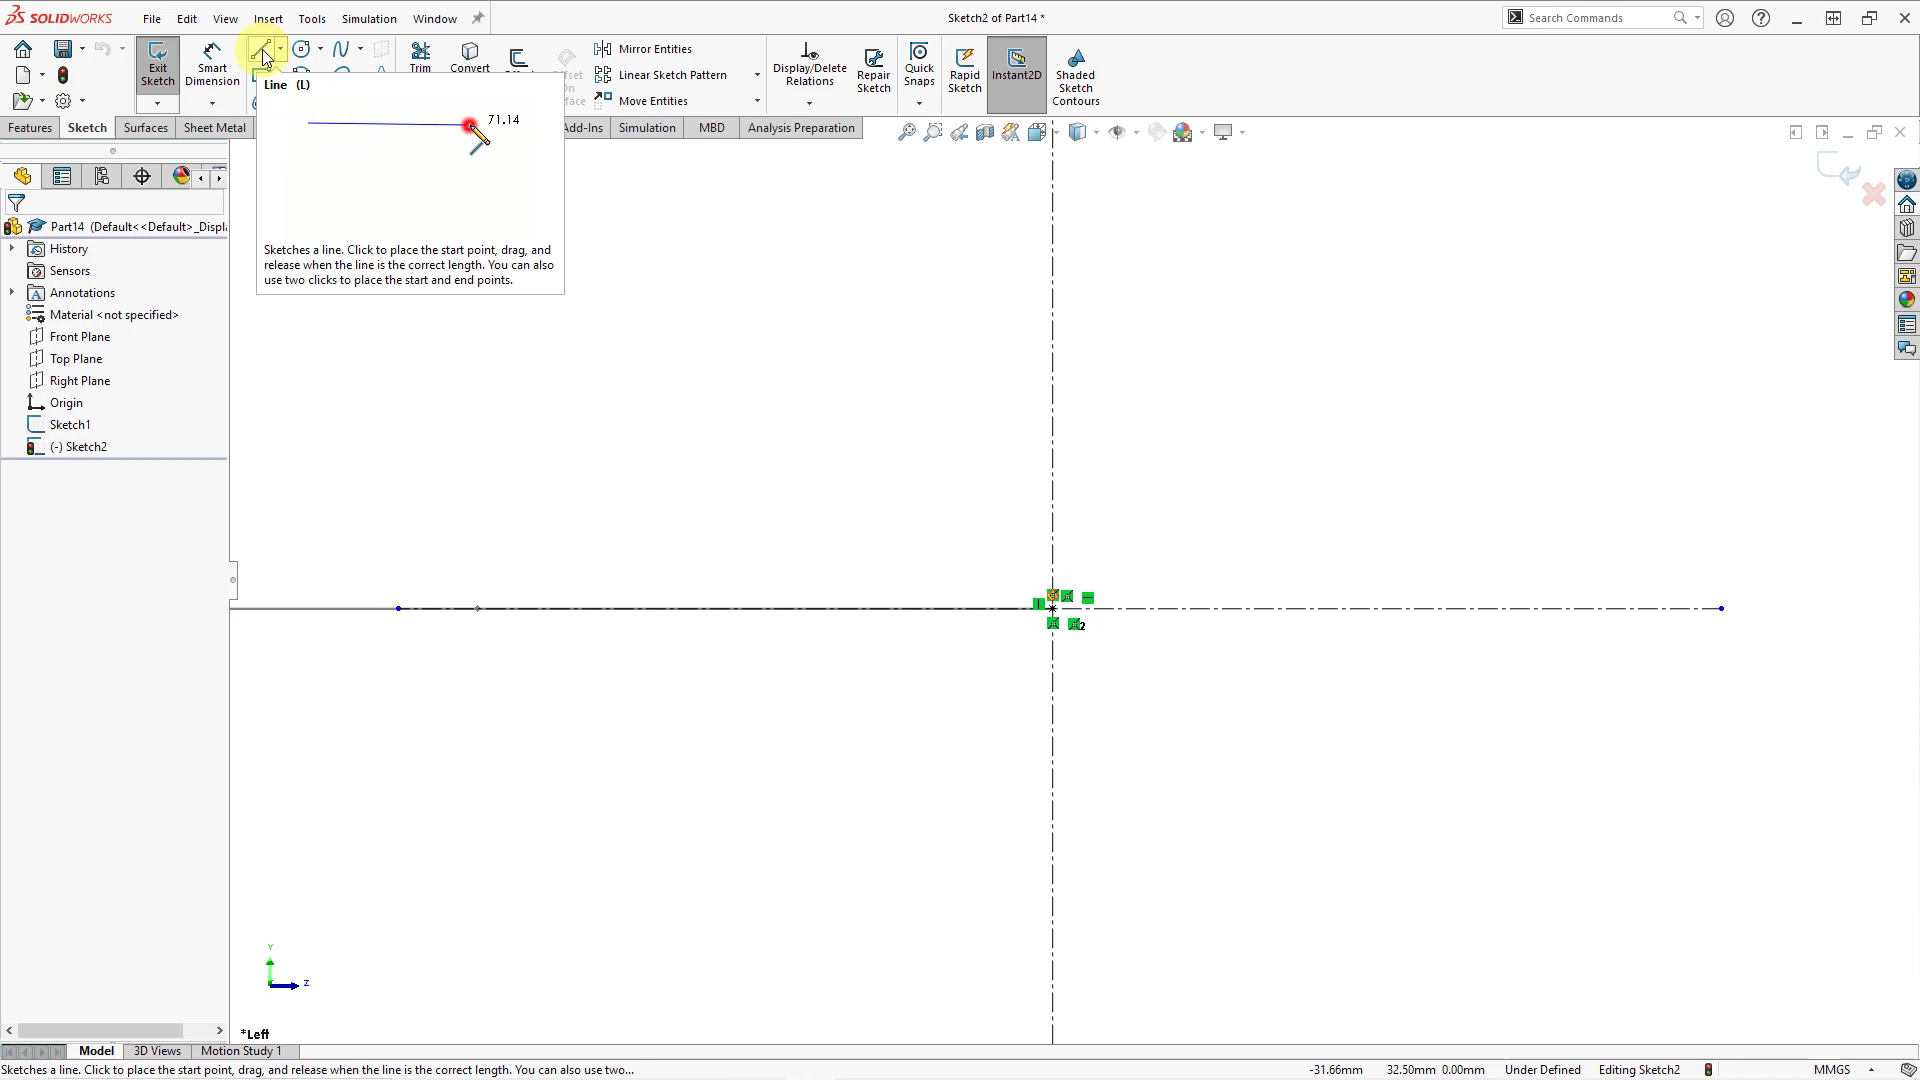 SOLIDWORKS
File Edit View Insert Tools Simulation Window
Sketch2 of Part14 *
Search Commands
Exit Sketch
Smart Dimension
Trim
Convert
Mirror Entities
Linear Sketch Pattern
Move Entities
Display/Delete Relations
Repair Sketch
Quick Snaps
Rapid Sketch
Instant2D
Shaded Sketch Contours
Features Sketch Surfaces Sheet Metal Add-Ins Simulation MBD Analysis Preparation
Line (L)
71.14
Sketches a line. Click to place the start point, drag, and
release when the line is the correct length. You can also
use two clicks to place the start and end points.
Part14 (Default<<Default>_Displ
History
Sensors
Annotations
Material <not specified>
Front Plane
Top Plane
Right Plane
Origin
Sketch1
(-) Sketch2
2
Y
Z
*Left
Model 3D Views Motion Study 1
Sketches a line. Click to place the start point, drag, and release when the line is the correct length. You can also use two...
-31.66mm 32.50mm 0.00mm Under Defined Editing Sketch2 MMGS